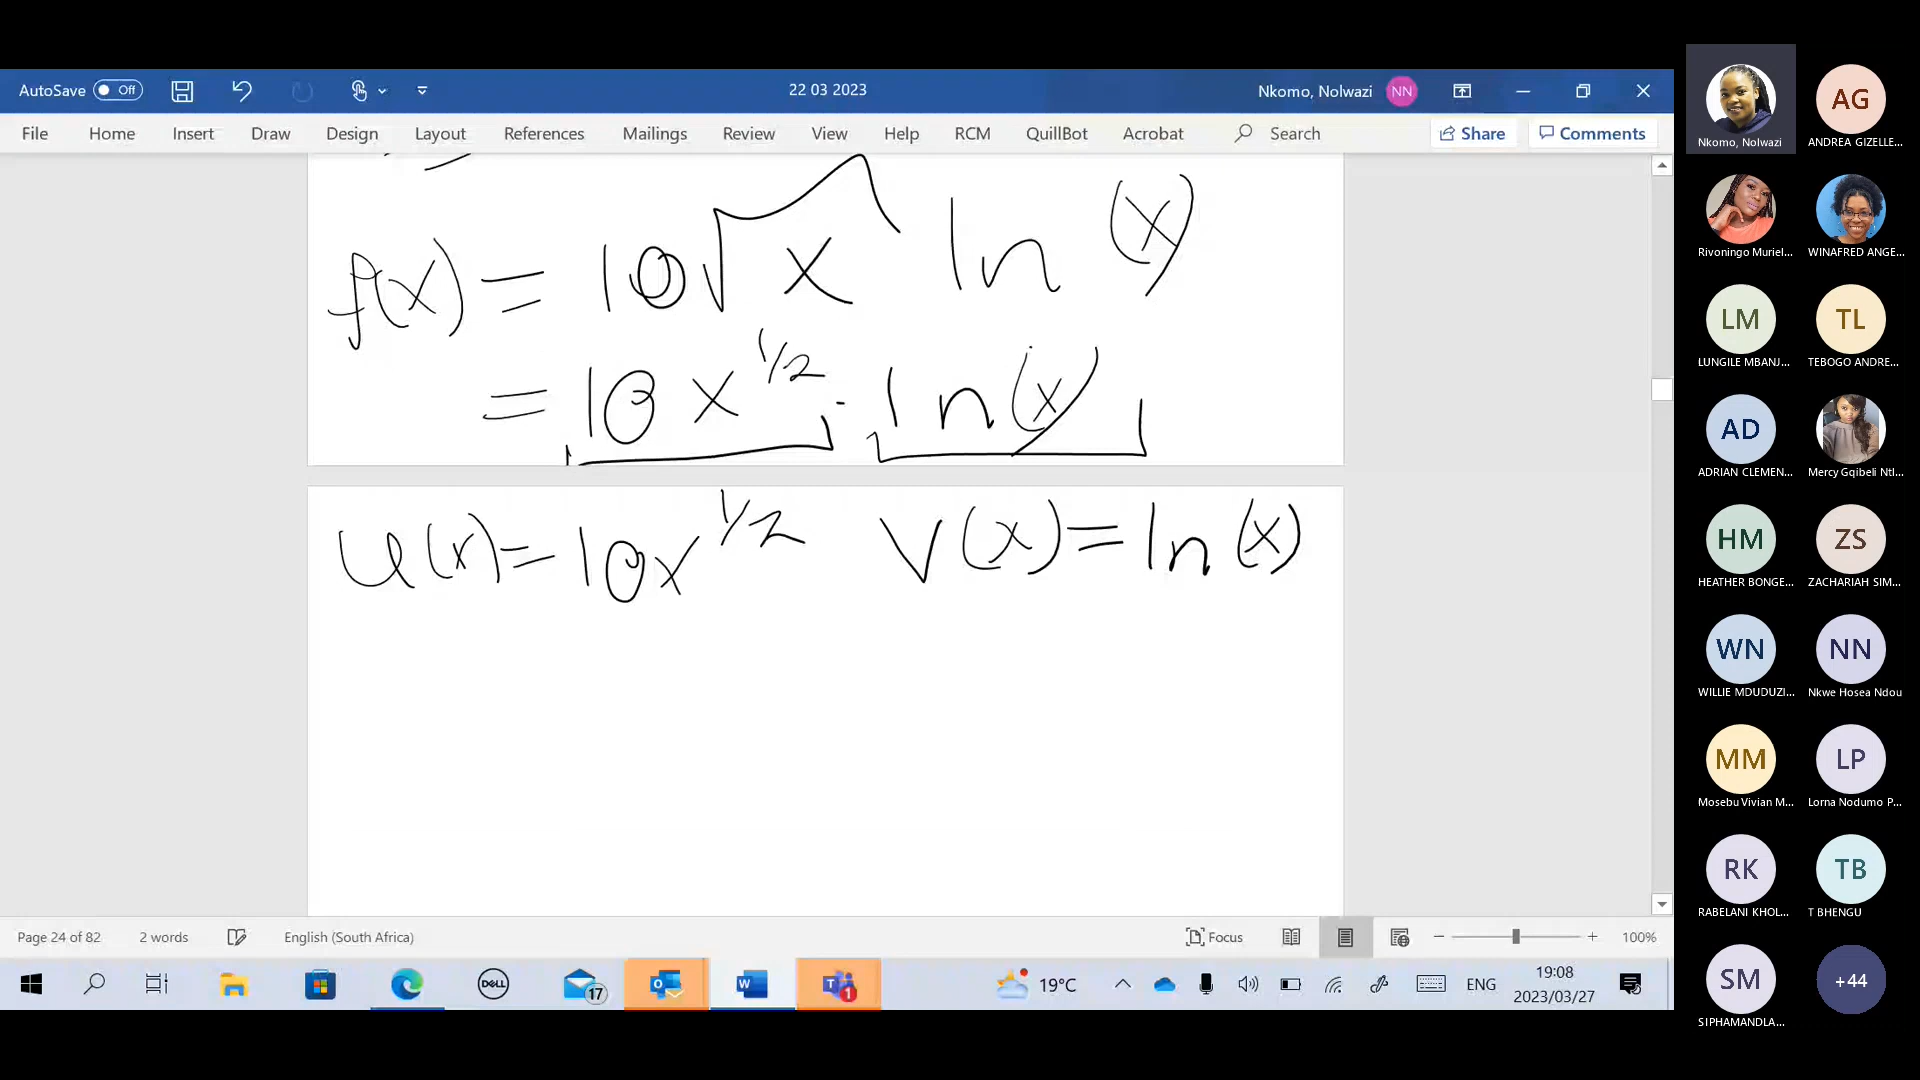 AutoSave Off 22 03 2023 Nkomo, Nolwazi NN
File Home Insert Draw Design Layout References Mailings Review View Help RCM QuillBot Acrobat Search Share Comments
f(x) = 10√x ln(x)
= 10x^1/2 · ln(x)
u(x) = 10x^1/2 v(x) = ln(x)
Page 24 of 82 2 words English (South Africa) Focus 100%
17 1 19°C ENG 19:08
2023/03/27
Nkomo, Nolwazi
AG
ANDREA GIZELLE...
Rivoningo Muriel...
WINAFRED ANGE...
LM
LUNGILE MBANJ...
TL
TEBOGO ANDRE...
AD
ADRIAN CLEMEN...
Mercy Gqibeli Ntl...
HM
HEATHER BONGE...
ZS
ZACHARIAH SIM...
WN
WILLIE MDUDUZI...
NN
Nkwe Hosea Ndou
MM
Mosebu Vivian M...
LP
Lorna Nodumo P...
RK
RABELANI KHOL...
TB
T BHENGU
SM
SIPHAMANDLA...
+44